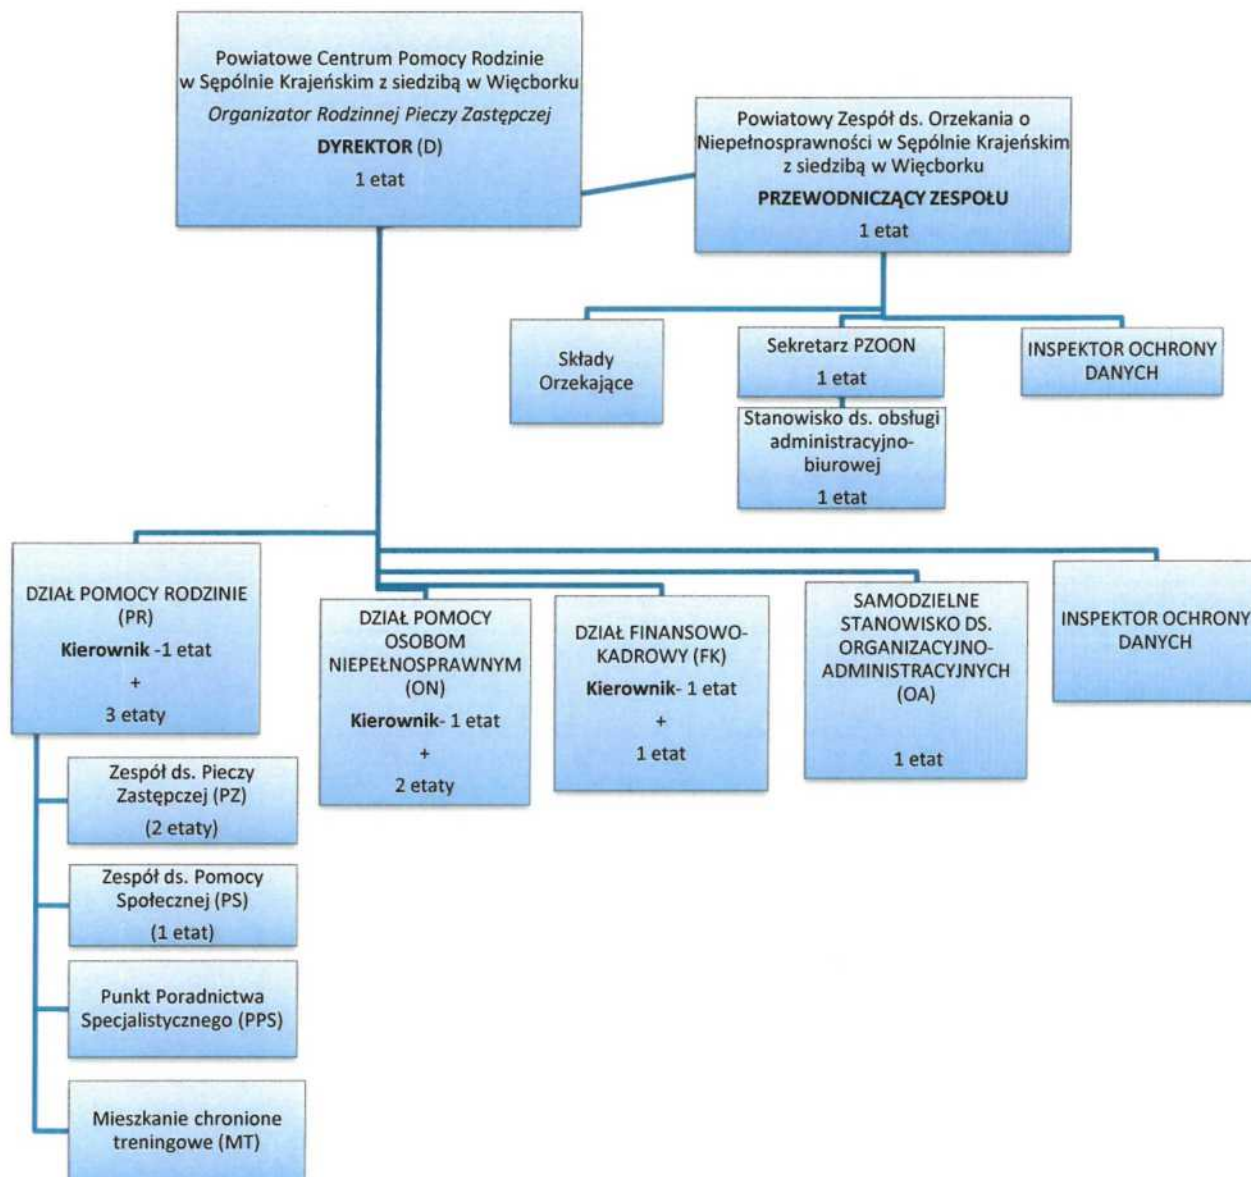 Powiatowe Centrum Pomocy Rodzinie
w Sępólnie Krajeńskim z siedzibą w Więcborku
Organizator Rodzinnej Pieczy Zastępczej
DYREKTOR (D)
1 etat
Powiatowy Zespół ds. Orzekania o
Niepełnosprawności w Sępólnie Krajeńskim
z siedzibą w Więcborku
PRZEWODNICZĄCY ZESPOŁU
1 etat
Składy
Orzekające
Sekretarz PZOON
1 etat
INSPEKTOR OCHRONY
DANYCH
Stanowisko ds. obsługi
administracyjno-
biurowej
1 etat
DZIAŁ POMOCY RODZINIE
(PR)
Kierownik -1 etat
+
3 etaty
DZIAŁ POMOCY
OSOBOM
NIEPEŁNOSPRAWNYM
(ON)
Kierownik- 1 etat
+
2 etaty
DZIAŁ FINANSOWO-
KADROWY (FK)
Kierownik- 1 etat
+
1 etat
SAMODZIELNE
STANOWISKO DS.
ORGANIZACYJNO-
ADMINISTRACYJNYCH
(OA)
1 etat
INSPEKTOR OCHRONY
DANYCH
Zespół ds. Pieczy
Zastępczej (PZ)
(2 etaty)
Zespół ds. Pomocy
Społecznej (PS)
(1 etat)
Punkt Poradnictwa
Specjalistycznego (PPS)
Mieszkanie chronione
treningowe (MT)